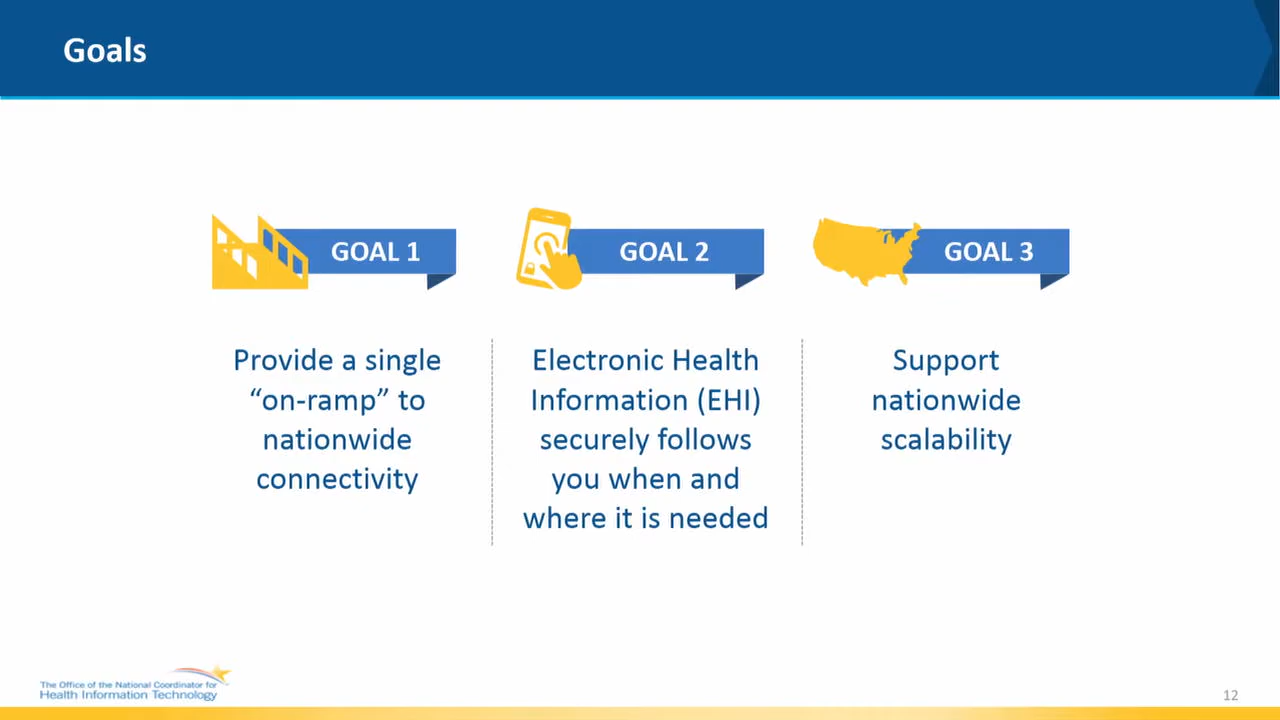 Goals
GOAL 1
Provide a single
“on-ramp” to
nationwide
connectivity
GOAL 2
Electronic Health
Information (EHI)
securely follows
you when and
where it is needed
GOAL 3
Support
nationwide
scalability
The Office of the National Coordinator for
Health Information Technology
12